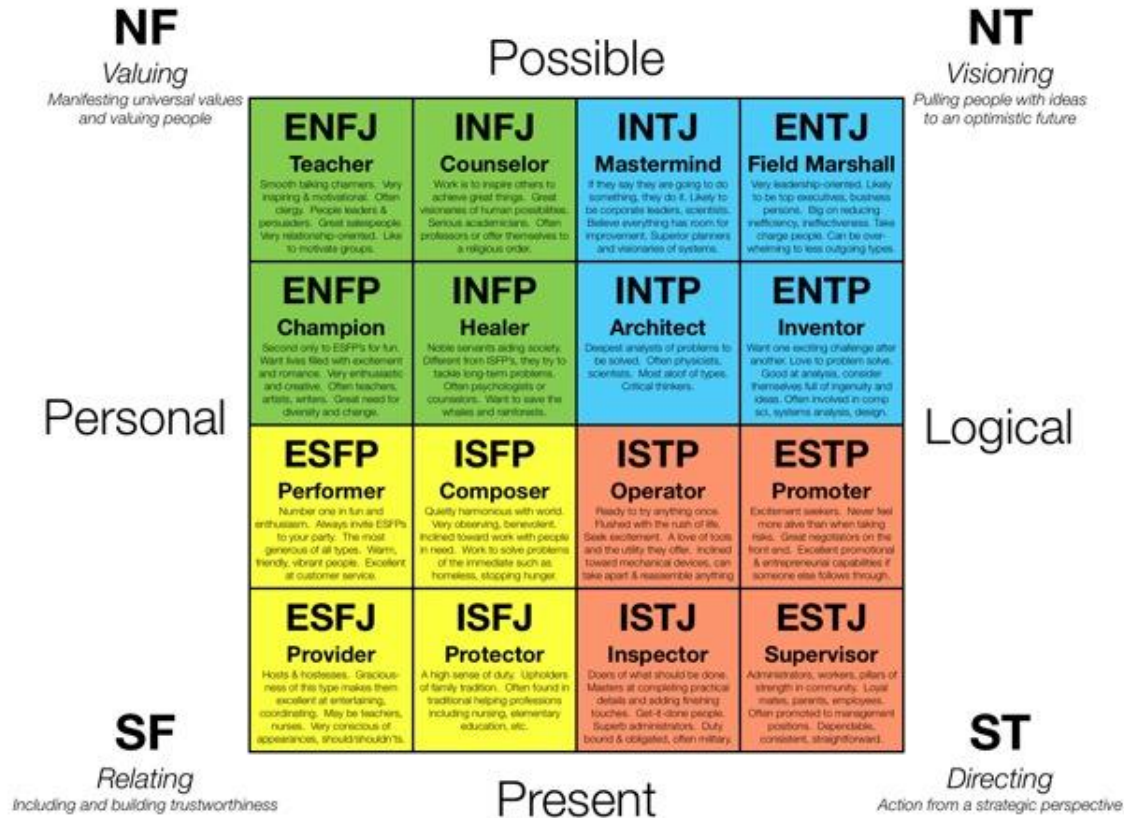 NF
Valuing
Manifesting universal values
and valuing people
Possible
NT
Visioning
Pulling people with ideas
to an optimistic future
ENFJ
Teacher
Smooth talking charmers. Very
inspiring & motivational. Often
clergy. People leaders &
persuaders. Great salespeople.
Very relationship-oriented. Like
to motivate groups.
INFJ
Counselor
Work is to inspire others to
achieve great things. Great
visionaries of human possibilities.
Serious academicians. Often
professors or offer themselves to
a religious order.
INTJ
Mastermind
If they say they are going to do
something, they do it. Likely to
be corporate leaders, scientists.
Believe everything has room for
improvement. Superior planners
and visionaries of systems.
ENTJ
Field Marshall
Very leadership-oriented. Likely
to be top executives, business
persons. Big on reducing
inefficiency, ineffectiveness. Take
charge people. Can be over-
whelming to less outgoing types.
ENFP
Champion
Second only to ESFP's for fun.
Want lives filled with excitement
and romance. Very enthusiastic
and creative. Often teachers,
artists, writers. Great need for
diversity and change.
INFP
Healer
Noble servants aiding society.
Different from ISFP's, they try to
tackle long-term problems.
Often psychologists or
counselors. Want to save the
whales and rainforests.
INTP
Architect
Deepest analysts of problems to
be solved. Often physicists,
scientists. Most aloof of types.
Critical thinkers.
ENTP
Inventor
Want one exciting challenge after
another. Love to problem solve.
Good at analysis, consider
themselves full of ingenuity and
ideas. Often involved in comp
sci, systems analysis, design.
Personal
Logical
ESFP
Performer
Number one in fun and
enthusiasm. Always invite ESFPs
to your party. The most
generous of all types. Warm,
friendly, vibrant people. Excellent
at customer service.
ISFP
Composer
Quietly harmonious with world.
Very observing, benevolent.
Inclined toward work with people
in need. Work to solve problems
of the immediate such as
homeless, stopping hunger.
ISTP
Operator
Ready to try anything once.
Flushed with the rush of life.
Seek excitement. A love of tools
and the utility they offer. Inclined
toward mechanical devices, can
take apart & reassemble anything
ESTP
Promoter
Excitement seekers. Never feel
more alive than when taking
risks. Great negotiators on the
front end. Excellent promotional
& entrepreneurial capabilities if
someone else follows through.
ESFJ
Provider
Hosts & hostesses. Gracious-
ness of this type makes them
excellent at entertaining,
coordinating. May be teachers,
nurses. Very conscious of
appearances, should/shouldn'ts.
ISFJ
Protector
A high sense of duty. Upholders
of family tradition. Often found in
traditional helping professions
including nursing, elementary
education, etc.
ISTJ
Inspector
Doers of what should be done.
Masters at completing practical
details and adding finishing
touches. Get-it-done people.
Superb administrators. Duty
bound & obligated, often military.
ESTJ
Supervisor
Administrators, workers, pillars of
strength in community. Loyal
mates, parents, employees.
Often promoted to management
positions. Dependable,
consistent, straightforward.
SF
Relating
Including and building trustworthiness
Present
ST
Directing
Action from a strategic perspective